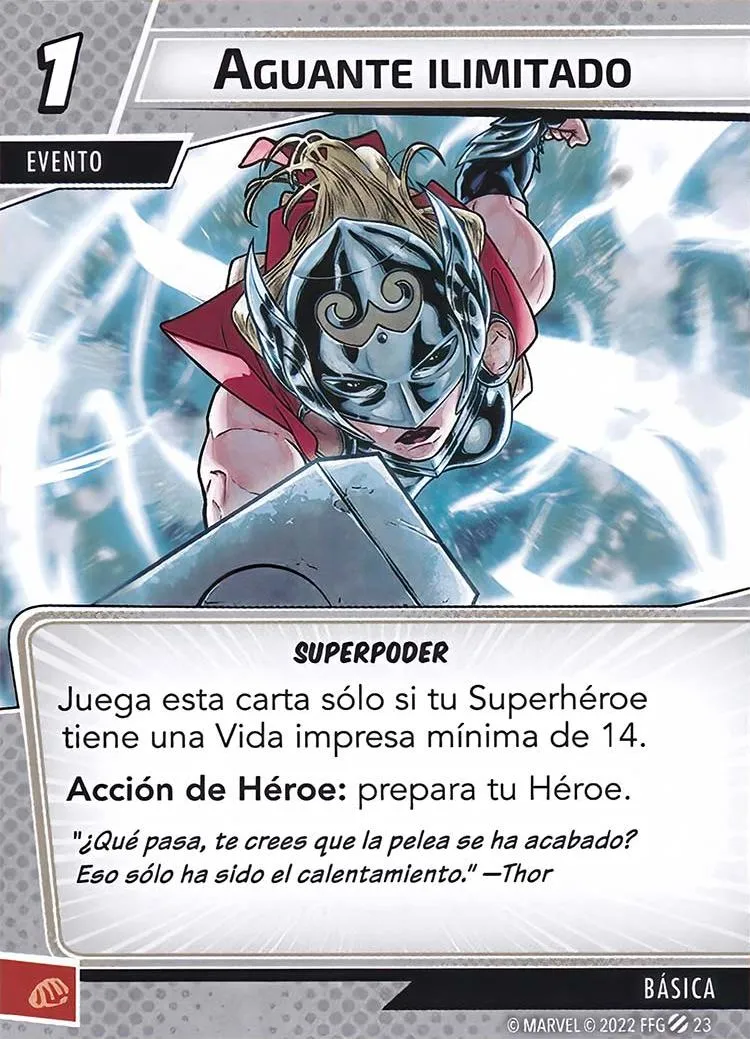 1
AGUANTE ILIMITADO
EVENTO
SUPERPODER
Juega esta carta sólo si tu Superhéroe
tiene una Vida impresa mínima de 14.
Acción de Héroe: prepara tu Héroe.
"¿Qué pasa, te crees que la pelea se ha acabado?
Eso sólo ha sido el calentamiento." —Thor
BÁSICA
© MARVEL © 2022 FFG 23